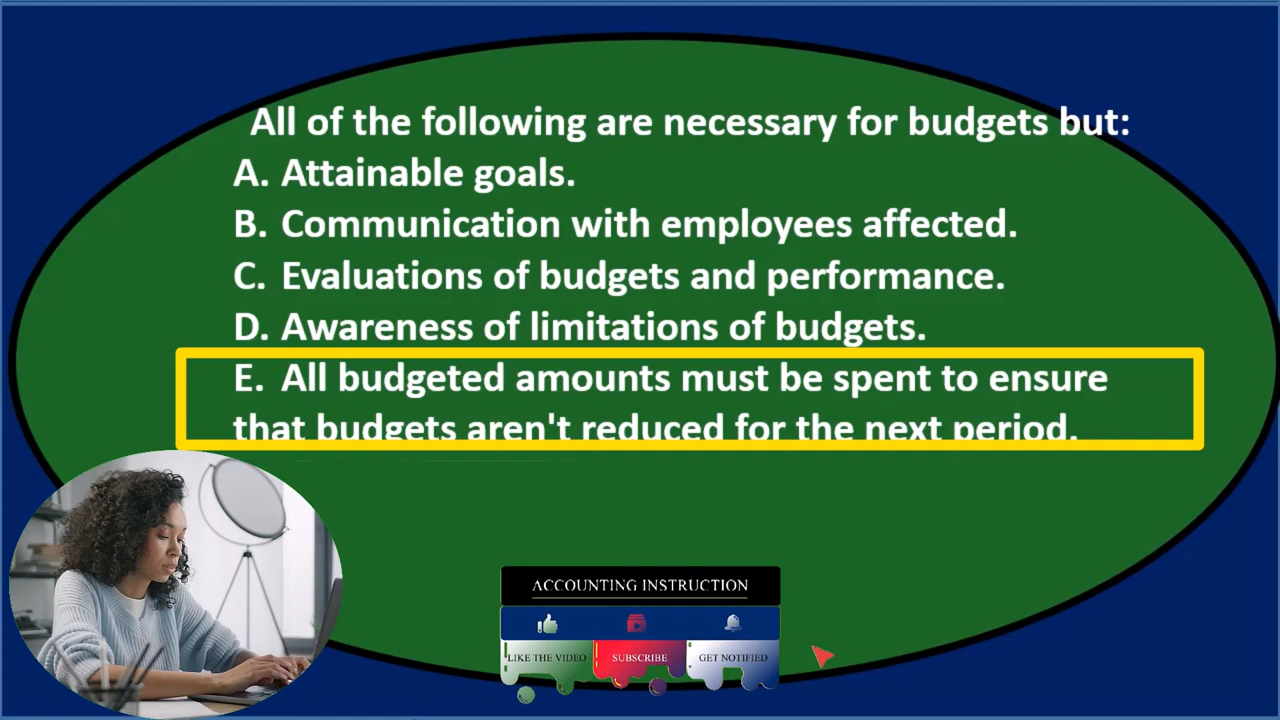 All of the following are necessary for budgets but:
A. Attainable goals.
B. Communication with employees affected.
C. Evaluations of budgets and performance.
D. Awareness of limitations of budgets.
E. All budgeted amounts must be spent to ensure
that budgets aren't reduced for the next period.
ACCOUNTING INSTRUCTION
LIKE THE VIDEO SUBSCRIBE GET NOTIFIED